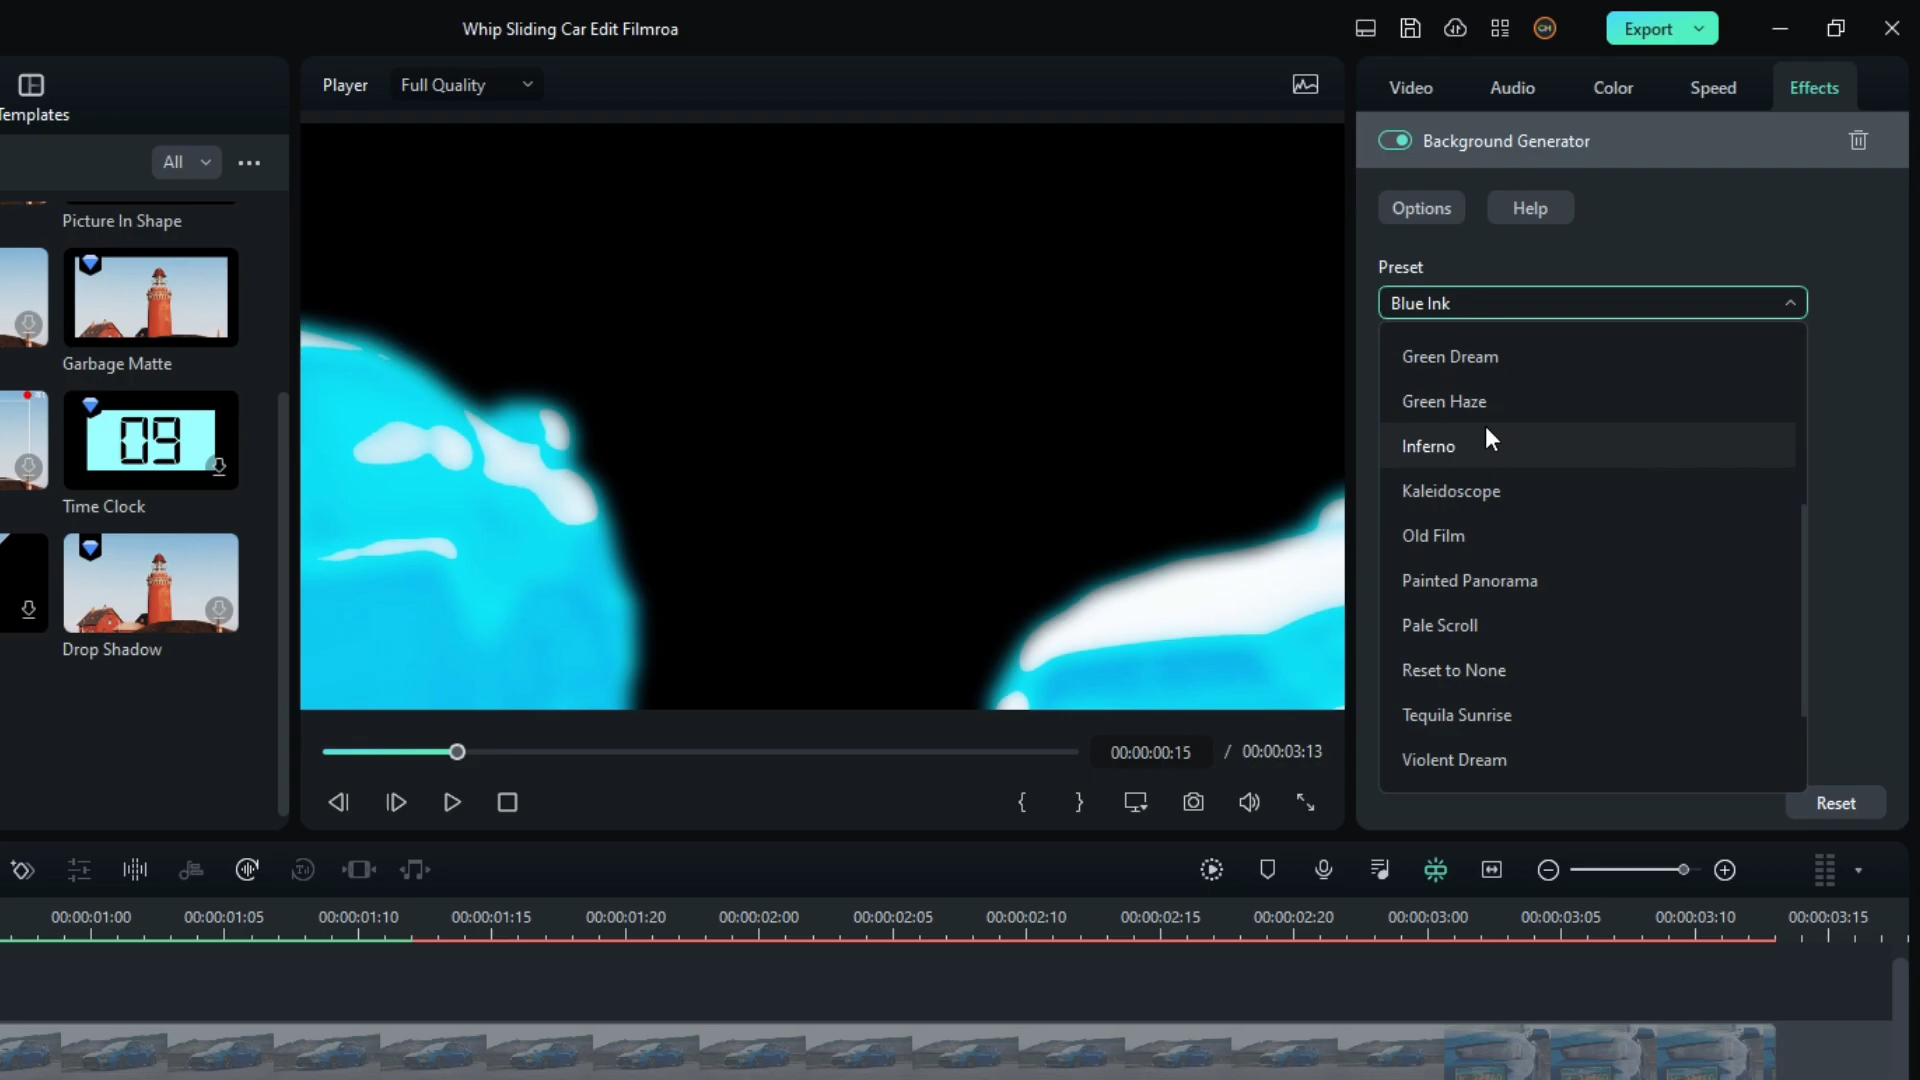 Whip Sliding Car Edit Filmroa
Export
Templates
Player
Full Quality
Video
Audio
Color
Speed
Effects
Background Generator
All
Options
Help
Picture In Shape
Preset
Blue Ink
Garbage Matte
Green Dream
Green Haze
Inferno
Kaleidoscope
Old Film
Painted Panorama
Pale Scroll
Reset to None
Tequila Sunrise
Violent Dream
09
Time Clock
Drop Shadow
00:00:00:15 / 00:00:03:13
{ }
Reset
00:00:01:00 00:00:01:05 00:00:01:10 00:00:01:15 00:00:01:20 00:00:02:00 00:00:02:05 00:00:02:10 00:00:02:15 00:00:02:20 00:00:03:00 00:00:03:05 00:00:03:10 00:00:03:15